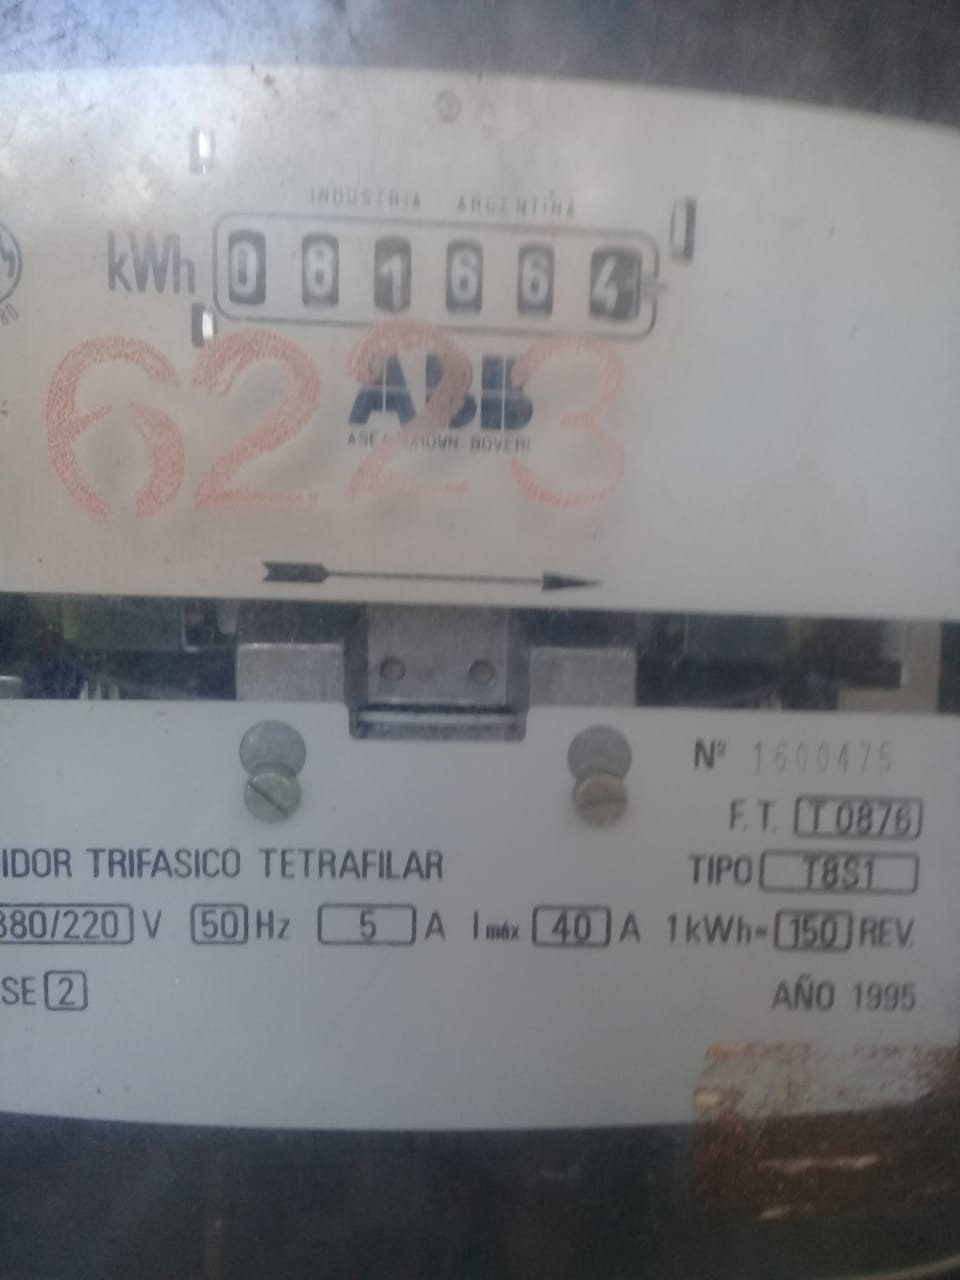 INDUSTRIA ARGENTINA
kWh 081664
6223
ABB
ASEA BROWN BOVERI
Nº 1600475
F.T. T0876
IDOR TRIFASICO TETRAFILAR
TIPO T8S1
380/220 V 50 Hz 5 A Imáx 40 A 1kWh= 150 REV.
SE 2
AÑO 1995